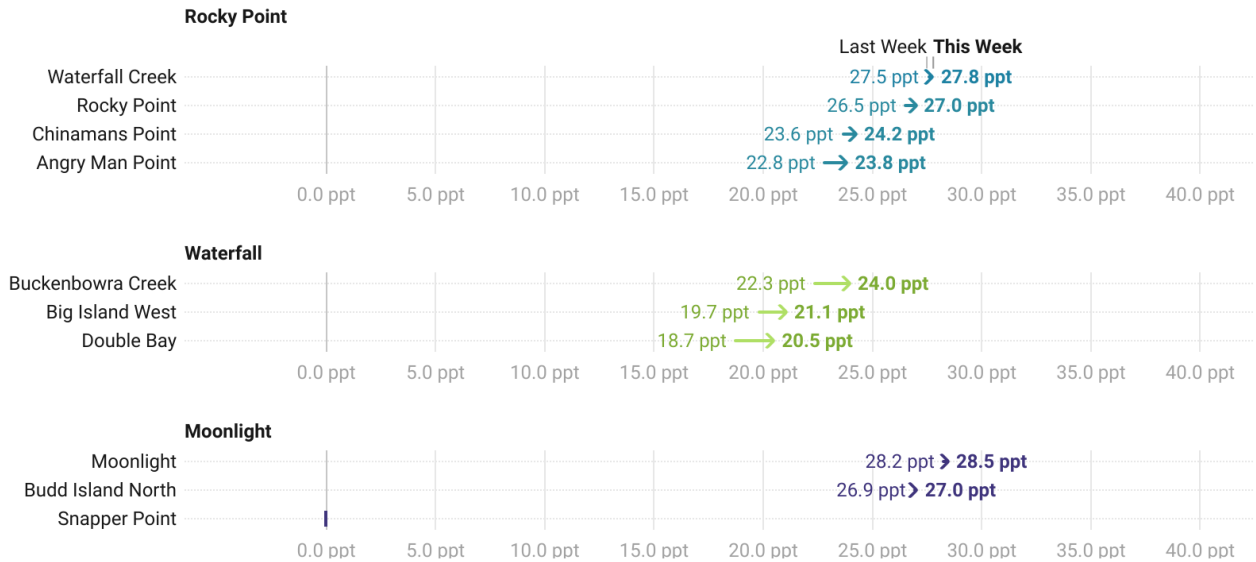 Rocky Point
Last Week This Week
Waterfall Creek 27.5 ppt 27.8 ppt
Rocky Point 26.5 ppt 27.0 ppt
Chinamans Point 23.6 ppt 24.2 ppt
Angry Man Point 22.8 ppt 23.8 ppt
0.0 ppt 5.0 ppt 10.0 ppt 15.0 ppt 20.0 ppt 25.0 ppt 30.0 ppt 35.0 ppt 40.0 ppt
Waterfall
Buckenbowra Creek 22.3 ppt 24.0 ppt
Big Island West 19.7 ppt 21.1 ppt
Double Bay 18.7 ppt 20.5 ppt
0.0 ppt 5.0 ppt 10.0 ppt 15.0 ppt 20.0 ppt 25.0 ppt 30.0 ppt 35.0 ppt 40.0 ppt
Moonlight
Moonlight 28.2 ppt 28.5 ppt
Budd Island North 26.9 ppt 27.0 ppt
Snapper Point
0.0 ppt 5.0 ppt 10.0 ppt 15.0 ppt 20.0 ppt 25.0 ppt 30.0 ppt 35.0 ppt 40.0 ppt